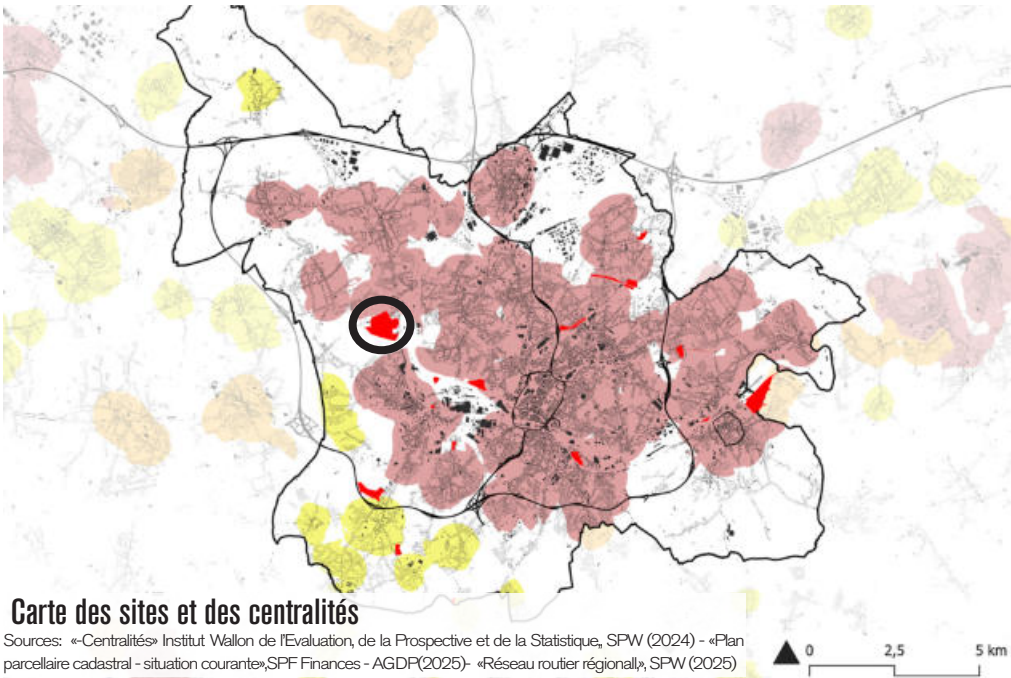 Carte des sites et des centralités
Sources: «-Centralités» Institut Wallon de l'Evaluation, de la Prospective et de la Statistique,, SPW (2024) - «Plan
parcellaire cadastral - situation courante»,SPF Finances - AGDP(2025)- «Réseau routier régional,», SPW (2025)
0 2,5 5 km